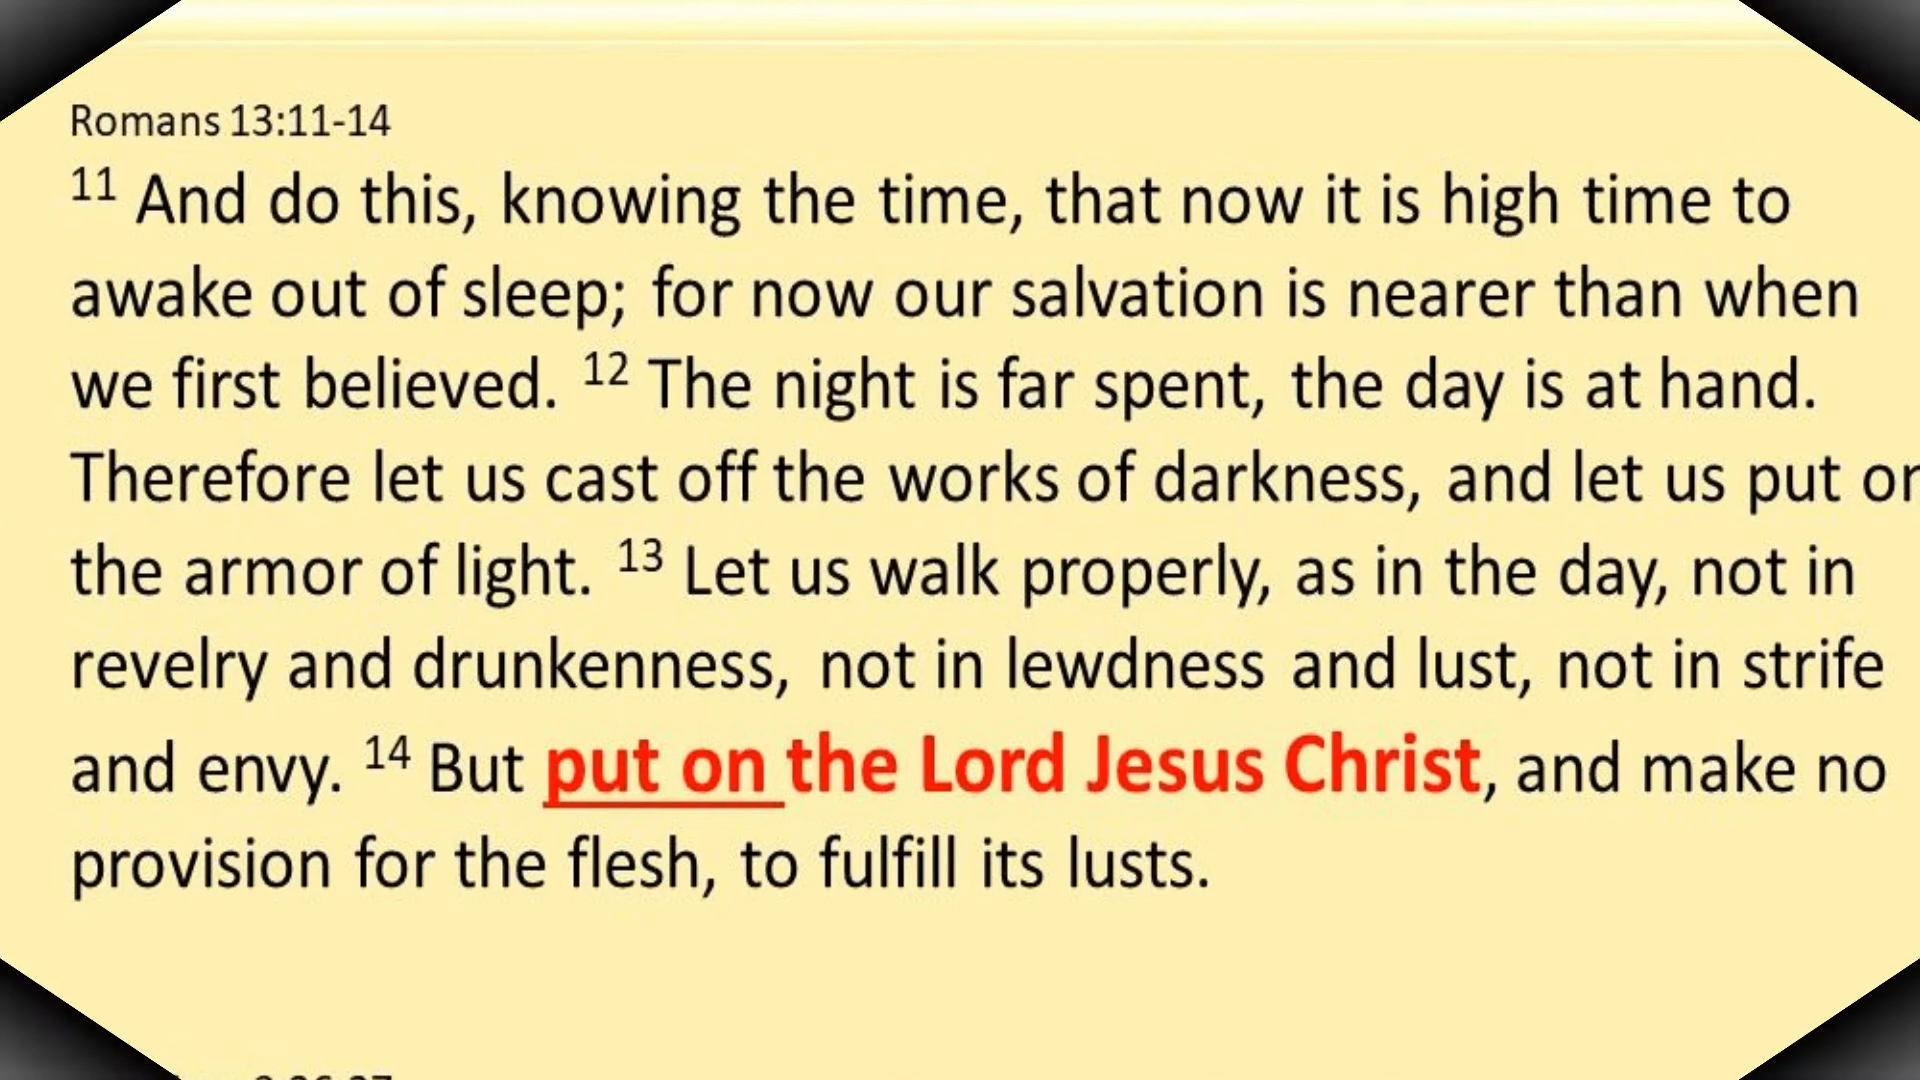 Romans 13:11-14
11 And do this, knowing the time, that now it is high time to
awake out of sleep; for now our salvation is nearer than when
we first believed. 12 The night is far spent, the day is at hand.
Therefore let us cast off the works of darkness, and let us put
the armor of light. 13 Let us walk properly, as in the day, not in
revelry and drunkenness, not in lewdness and lust, not in strife
and envy. 14 But put on the Lord Jesus Christ, and make no
provision for the flesh, to fulfill its lusts.